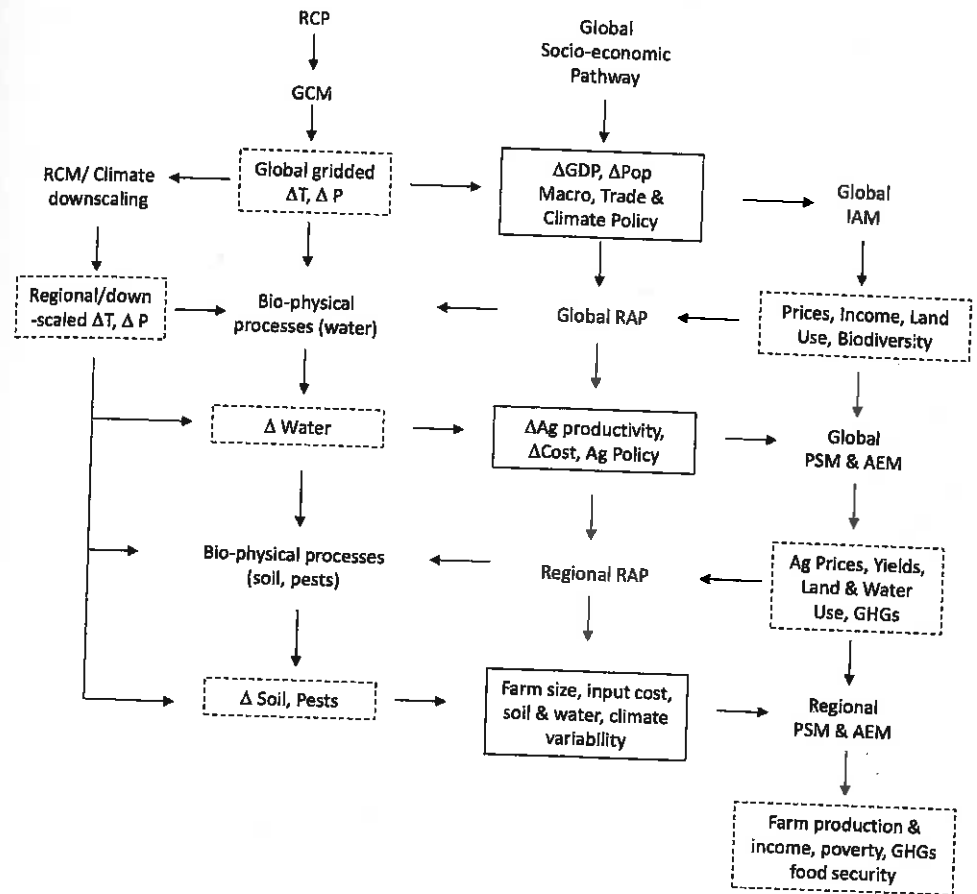 RCP
Global
Socio-economic
Pathway
GCM
RCM/ Climate
downscaling
Global gridded
ΔT, Δ P
ΔGDP, ΔPop
Macro, Trade &
Climate Policy
Global
IAM
Regional/down
-scaled ΔT, Δ P
Bio-physical
processes (water)
Global RAP
Prices, Income, Land
Use, Biodiversity
Δ Water
ΔAg productivity,
ΔCost, Ag Policy
Global
PSM & AEM
Bio-physical processes
(soil, pests)
Regional RAP
Ag Prices, Yields,
Land & Water
Use, GHGs
Δ Soil, Pests
Farm size, input cost,
soil & water, climate
variability
Regional
PSM & AEM
Farm production &
income, poverty, GHGs
food security